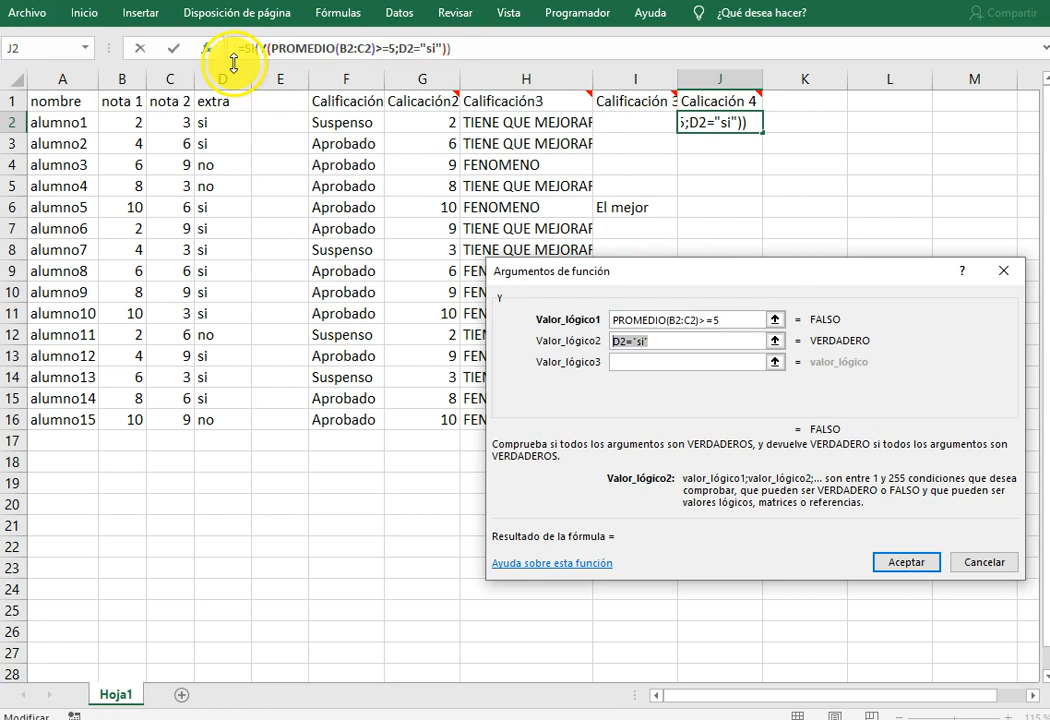 Archivo Inicio Insertar Disposición de página Fórmulas Datos Revisar Vista Programador Ayuda ¿Qué desea hacer? Compartir
J2 fx =SI(Y(PROMEDIO(B2:C2)>=5;D2="si"))
A B C D E F G H I J K L M
1 nombre nota 1 nota 2 extra Calificación Calicación2 Calificación3 Calificación 3 Calicación 4
2 alumno1 2 3 si Suspenso 2 TIENE QUE MEJORAR ;D2="si"))
3 alumno2 4 6 si Aprobado 6 TIENE QUE MEJORAR
4 alumno3 6 9 no Aprobado 9 FENOMENO
5 alumno4 8 3 no Aprobado 8 TIENE QUE MEJORAR
6 alumno5 10 6 si Aprobado 10 FENOMENO El mejor
7 alumno6 2 9 si Aprobado 9 TIENE QUE MEJORAR
8 alumno7 4 3 si Suspenso 3 TIENE QUE MEJORAR
9 alumno8 6 6 si Aprobado 6 FEN
10 alumno9 8 9 si Aprobado 9 FEN
11 alumno10 10 3 si Aprobado 10 FEN
12 alumno11 2 6 no Suspenso 2 TIEN
13 alumno12 4 9 si Aprobado 9 FEN
14 alumno13 6 3 si Suspenso 3 TIEN
15 alumno14 8 6 si Aprobado 8 FEN
16 alumno15 10 9 no Aprobado 10 FEN
17
18
19
20
21
22
23
24
25
26
27
28
Argumentos de función ?
Y
Valor_lógico1 PROMEDIO(B2:C2)>=5 = FALSO
Valor_lógico2 D2="si" = VERDADERO
Valor_lógico3 = valor_lógico
= FALSO
Comprueba si todos los argumentos son VERDADEROS, y devuelve VERDADERO si todos los argumentos son
VERDADEROS.
Valor_lógico2: valor_lógico1;valor_lógico2;... son entre 1 y 255 condiciones que desea
comprobar, que pueden ser VERDADERO o FALSO y que pueden ser
valores lógicos, matrices o referencias.
Resultado de la fórmula =
Ayuda sobre esta función Aceptar Cancelar
Hoja1
Modificar 115 %